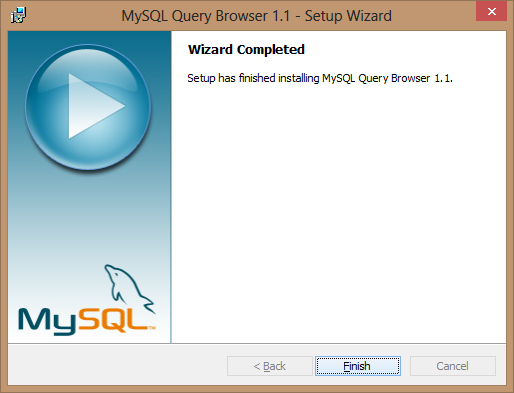 MySQL Query Browser 1.1 - Setup Wizard
Wizard Completed
Setup has finished installing MySQL Query Browser 1.1.
MySQL™
< Back
Finish
Cancel